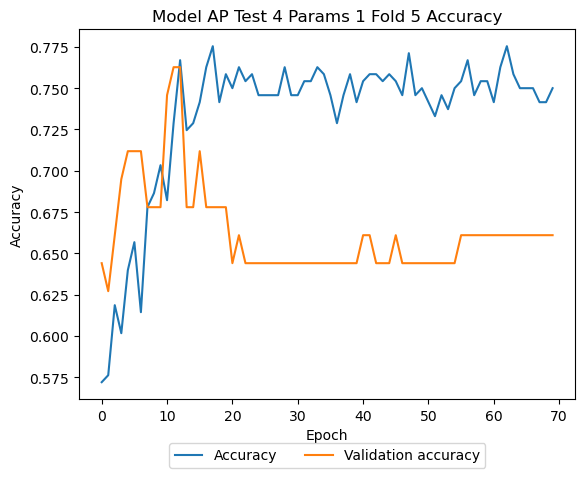 Model AP Test 4 Params 1 Fold 5 Accuracy
0.775
0.750
0.725
0.700
0.675
0.650
0.625
0.600
0.575
Accuracy
0 10 20 30 40 50 60 70
Epoch
Accuracy Validation accuracy